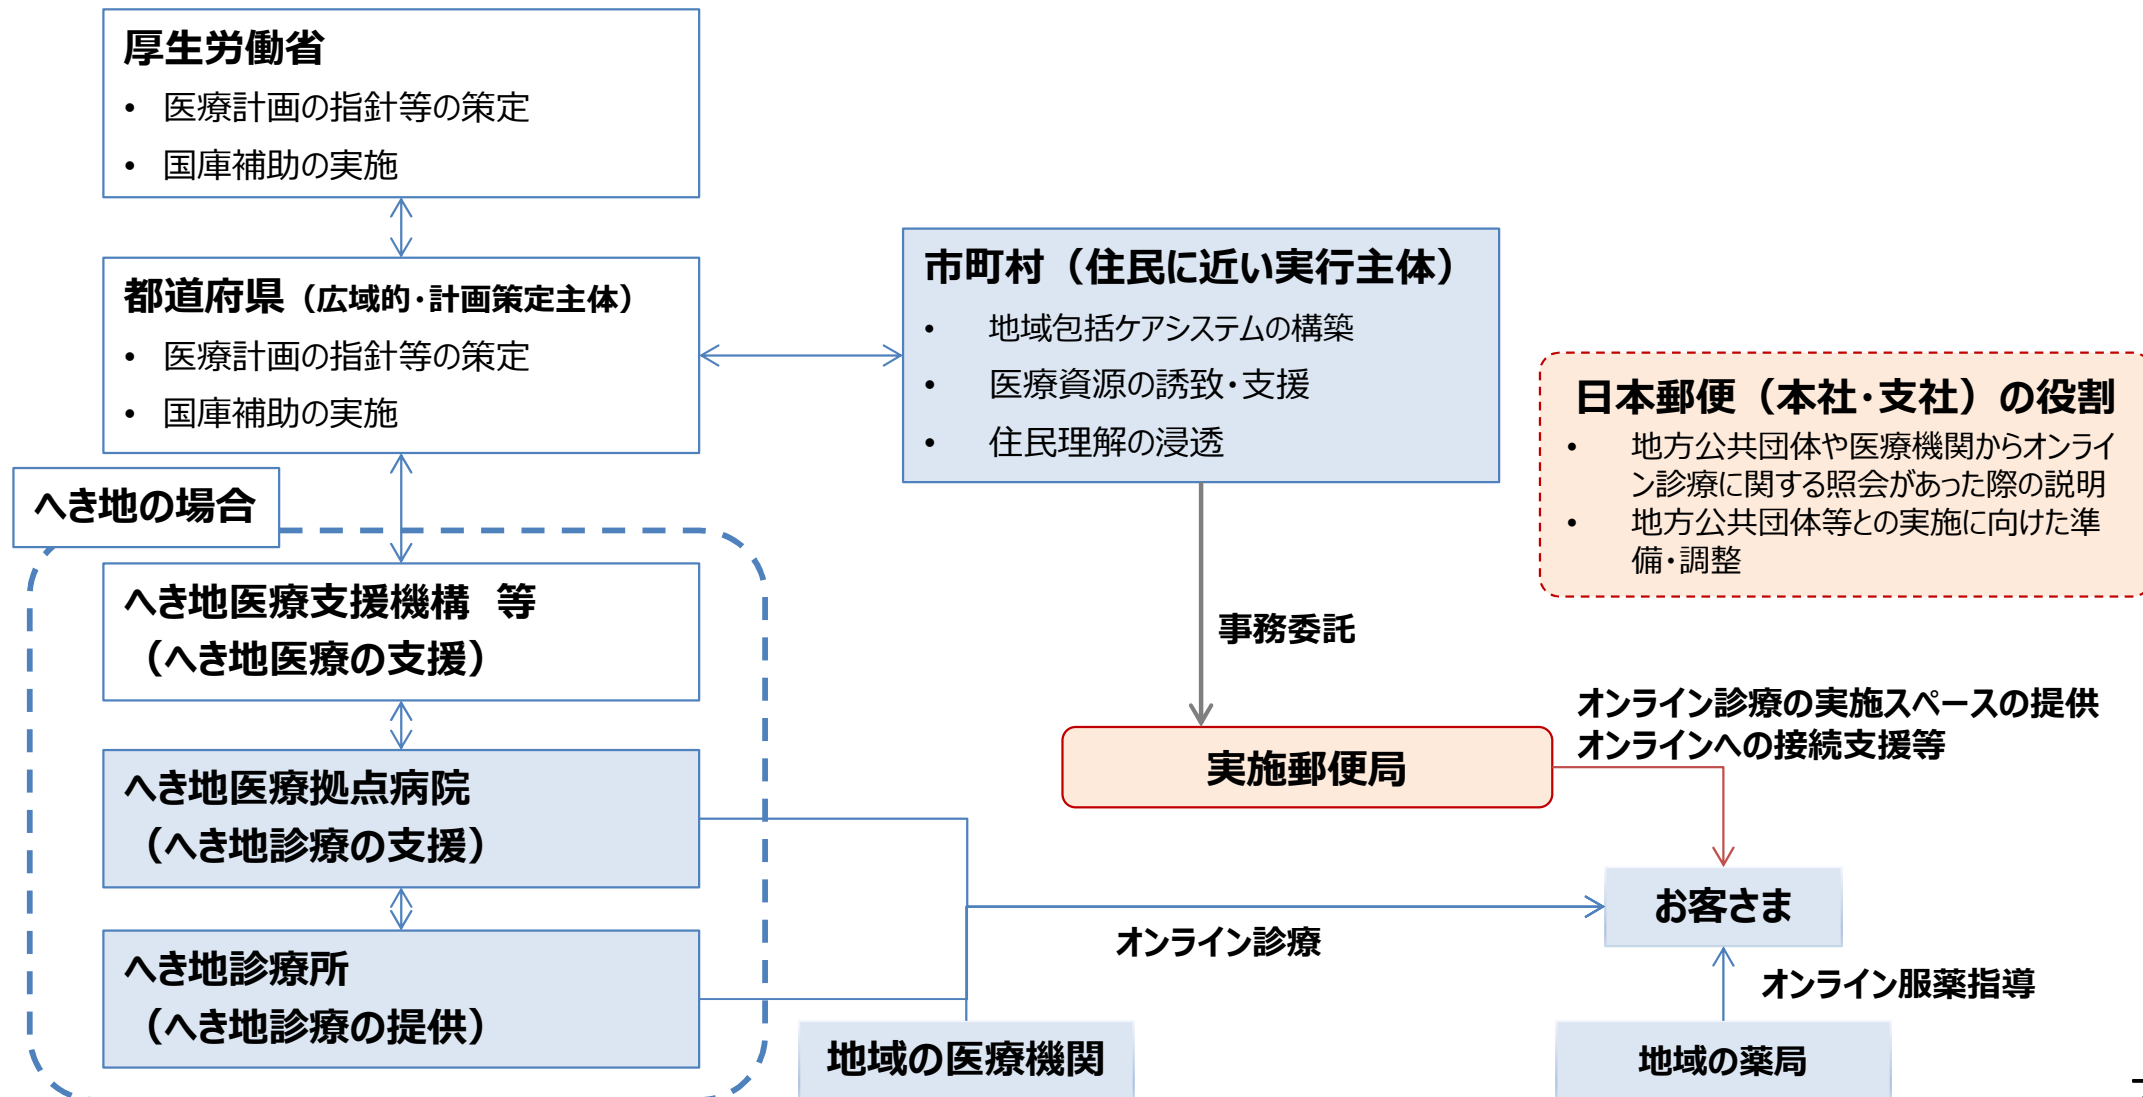 厚生労働省
• 医療計画の指針等の策定
• 国庫補助の実施
都道府県（広域的・計画策定主体）
• 医療計画の指針等の策定
• 国庫補助の実施
市町村（住民に近い実行主体）
• 地域包括ケアシステムの構築
• 医療資源の誘致・支援
• 住民理解の浸透
日本郵便（本社・支社）の役割
• 地方公共団体や医療機関からオンライ
ン診療に関する照会があった際の説明
• 地方公共団体等との実施に向けた準
備・調整
へき地の場合
へき地医療支援機構 等
（へき地医療の支援）
事務委託
オンライン診療の実施スペースの提供
オンラインへの接続支援等
実施郵便局
へき地医療拠点病院
（へき地診療の支援）
お客さま
オンライン診療
へき地診療所
（へき地診療の提供）
オンライン服薬指導
地域の医療機関
地域の薬局